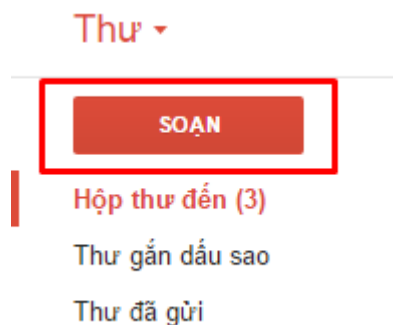 Thư
SOẠN
Hộp thư đến (3)
Thư gắn dấu sao
Thư đã gửi